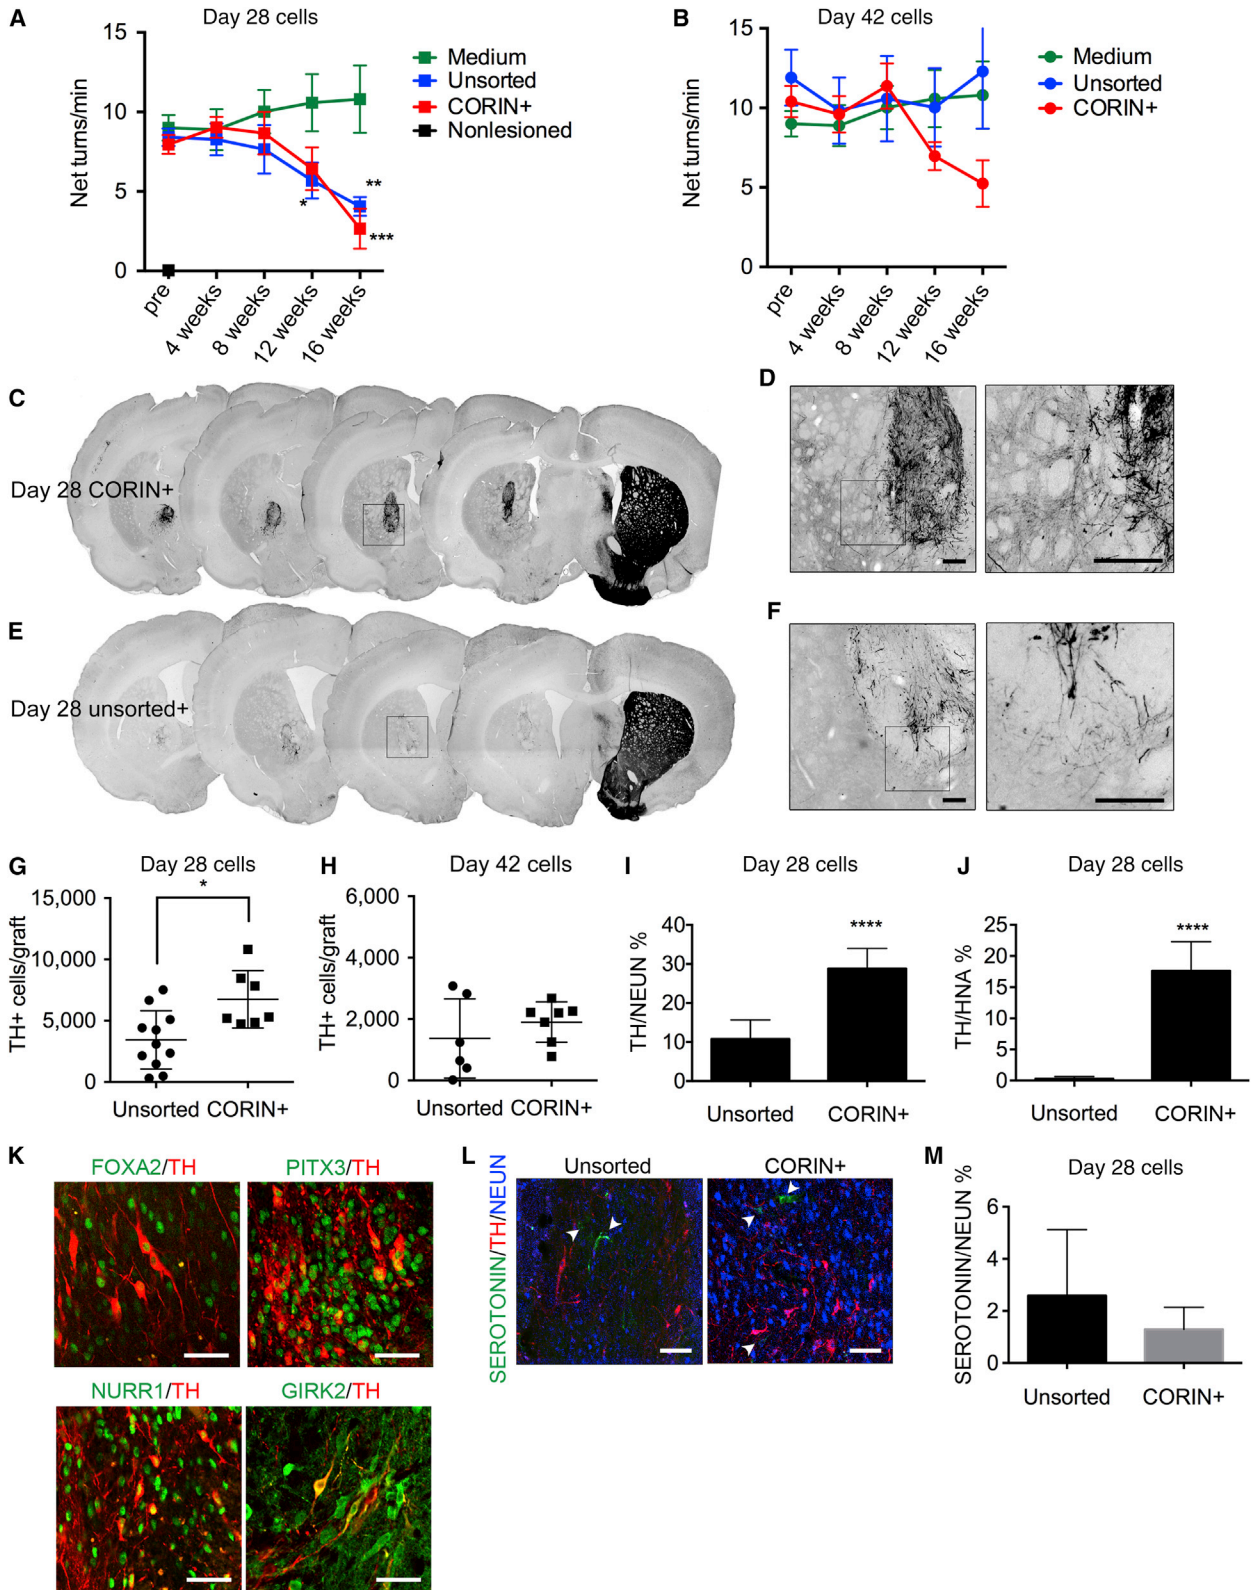 A
Day 28 cells
Net turns/min
15
10
5
0
pre
4 weeks
8 weeks
12 weeks
16 weeks
*
**
***
Medium
Unsorted
CORIN+
Nonlesioned
B
Day 42 cells
Net turns/min
15
10
5
0
pre
4 weeks
8 weeks
12 weeks
16 weeks
Medium
Unsorted
CORIN+
C
Day 28 CORIN+
D
E
Day 28 unsorted+
F
G
Day 28 cells
*
TH+ cells/graft
15,000
10,000
5,000
0
Unsorted CORIN+
H
Day 42 cells
TH+ cells/graft
6,000
4,000
2,000
0
Unsorted CORIN+
I
Day 28 cells
TH/NEUN %
40
30
20
10
0
****
Unsorted
CORIN+
J
Day 28 cells
TH/HNA %
25
20
15
10
5
0
****
Unsorted
CORIN+
K
FOXA2/TH
PITX3/TH
NURR1/TH
GIRK2/TH
L
SEROTONIN/TH/NEUN
Unsorted
CORIN+
M
Day 28 cells
SEROTONIN/NEUN %
6
4
2
0
Unsorted
CORIN+